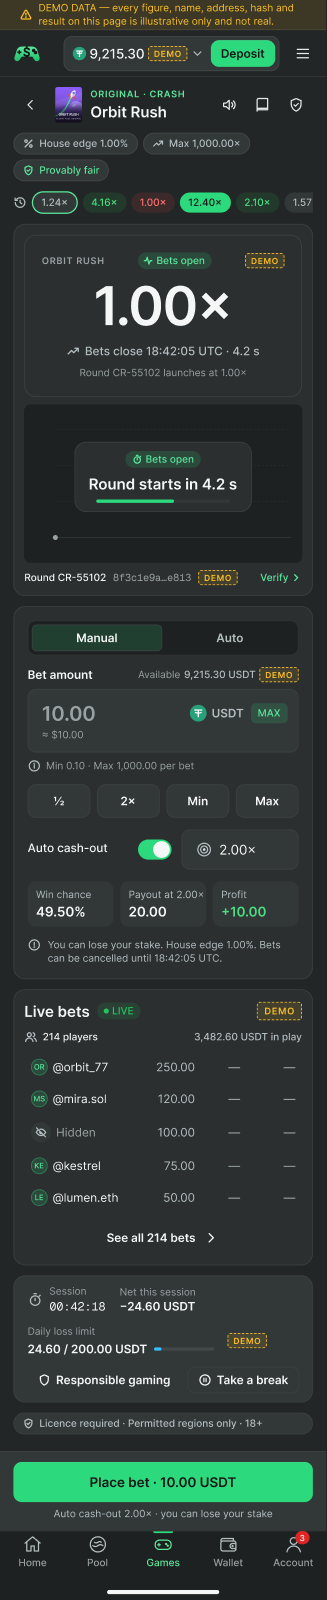 DEMO DATA — every figure, name, address, hash and
result on this page is illustrative only and not real.
9,215.30 DEMO Deposit
ORIGINAL · CRASH
Orbit Rush
House edge 1.00% Max 1,000.00×
Provably fair
1.24× 4.16× 1.00× 12.40× 2.10× 1.57
ORBIT RUSH Bets open DEMO
1.00×
Bets close 18:42:05 UTC · 4.2 s
Round CR-55102 launches at 1.00×
Bets open
Round starts in 4.2 s
Round CR-55102 8f3c1e9a…e813 DEMO Verify
Manual Auto
Bet amount Available 9,215.30 USDT DEMO
10.00 USDT MAX
≈ $10.00
Min 0.10 · Max 1,000.00 per bet
½ 2× Min Max
Auto cash-out 2.00×
Win chance Payout at 2.00× Profit
49.50% 20.00 +10.00
You can lose your stake. House edge 1.00%. Bets
can be cancelled until 18:42:05 UTC.
Live bets LIVE DEMO
214 players 3,482.60 USDT in play
OR @orbit_77 250.00 — —
MS @mira.sol 120.00 — —
Hidden 100.00 — —
KE @kestrel 75.00 — —
LE @lumen.eth 50.00 — —
See all 214 bets
Session Net this session
00:42:18 −24.60 USDT
Daily loss limit
24.60 / 200.00 USDT DEMO
Responsible gaming Take a break
Licence required · Permitted regions only · 18+
Place bet · 10.00 USDT
Auto cash-out 2.00× · you can lose your stake
3
Home Pool Games Wallet Account